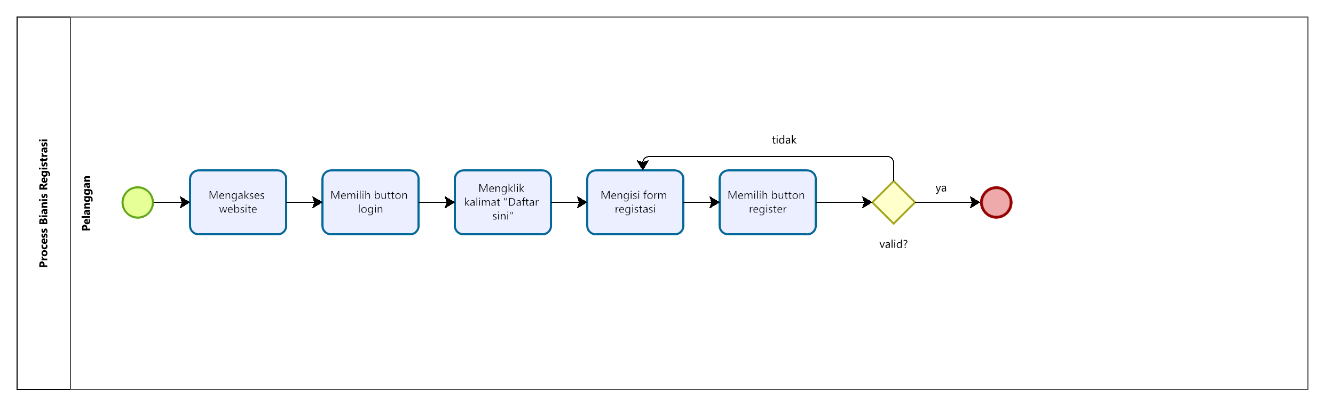 Process Bianis Registrasi
Pelanggan
Mengakses
website
Memilih button
login
Mengklik
kalimat "Daftar
sini"
Mengisi form
registasi
Memilih button
register
tidak
valid?
ya